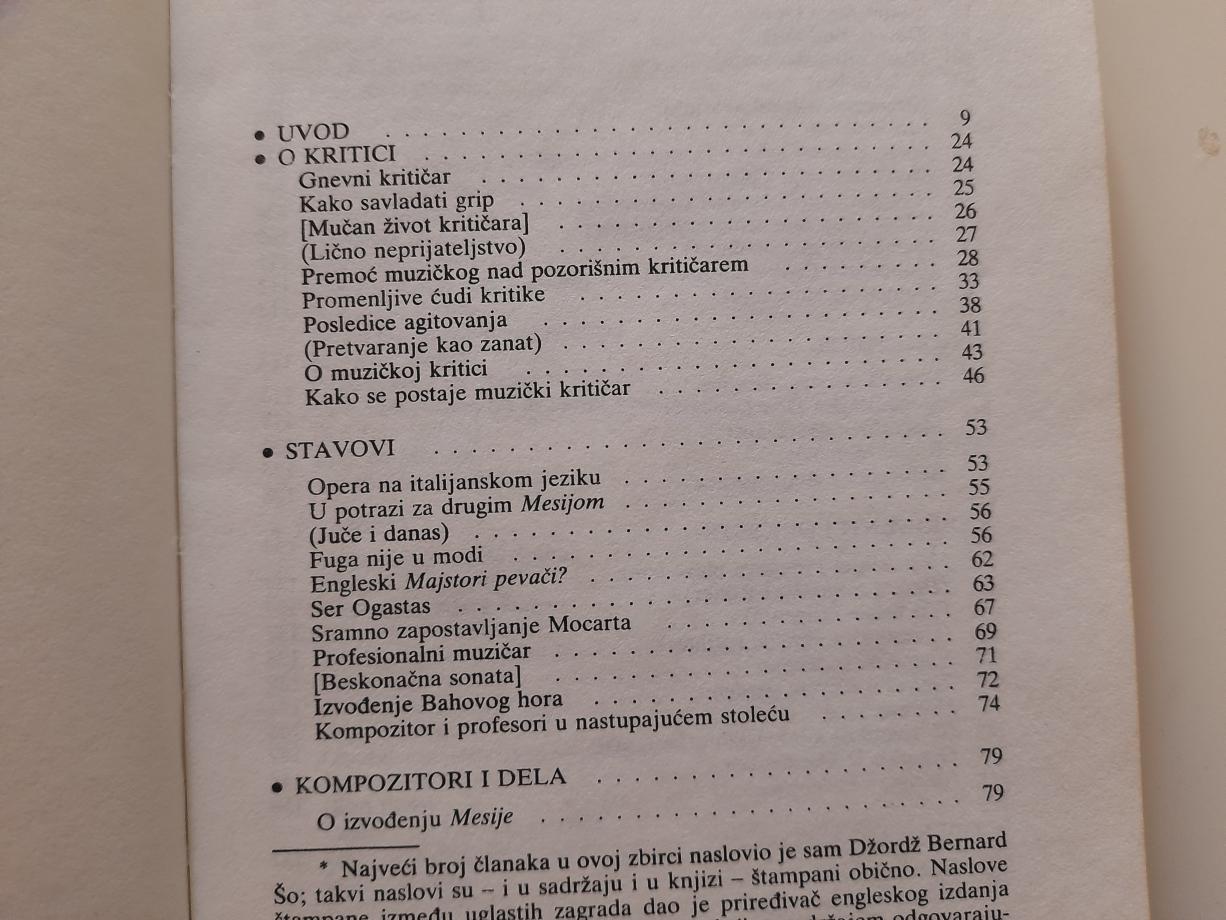 • UVOD . . . . . . . . . . . . . . . . . . . . . . . . . . . . 9
• O KRITICI . . . . . . . . . . . . . . . . . . . . . . . . . . 24
Gnevni kritičar . . . . . . . . . . . . . . . . . . . . . . . 24
Kako savladati grip . . . . . . . . . . . . . . . . . . . . . 25
[Mučan život kritičara] . . . . . . . . . . . . . . . . . . . 26
(Lično neprijateljstvo) . . . . . . . . . . . . . . . . . . . 27
Premoć muzičkog nad pozorišnim kritičarem . . . . . . . . 28
Promenljive ćudi kritike . . . . . . . . . . . . . . . . . . 33
Posledice agitovanja . . . . . . . . . . . . . . . . . . . . 38
(Pretvaranje kao zanat) . . . . . . . . . . . . . . . . . . . 41
O muzičkoj kritici . . . . . . . . . . . . . . . . . . . . . 43
Kako se postaje muzički kritičar . . . . . . . . . . . . . . 46
• STAVOVI . . . . . . . . . . . . . . . . . . . . . . . . . . 53
Opera na italijanskom jeziku . . . . . . . . . . . . . . . . 53
U potrazi za drugim Mesijom . . . . . . . . . . . . . . . . 55
(Juče i danas) . . . . . . . . . . . . . . . . . . . . . . . 56
Fuga nije u modi . . . . . . . . . . . . . . . . . . . . . . 56
Engleski Majstori pevači? . . . . . . . . . . . . . . . . . . 62
Ser Ogastas . . . . . . . . . . . . . . . . . . . . . . . . 63
Sramno zapostavljanje Mocarta . . . . . . . . . . . . . . 67
Profesionalni muzičar . . . . . . . . . . . . . . . . . . . 69
[Beskonačna sonata] . . . . . . . . . . . . . . . . . . . . 71
Izvođenje Bahovog hora . . . . . . . . . . . . . . . . . . 72
Kompozitor i profesori u nastupajućem stoleću . . . . . . . 74
• KOMPOZITORI I DELA . . . . . . . . . . . . . . . . . . 79
O izvođenju Mesije . . . . . . . . . . . . . . . . . . . . . 79
* Najveći broj članaka u ovoj zbirci naslovio je sam Džordž Bernard
Šo; takvi naslovi su – i u sadržaju i u knjizi – štampani obično. Naslove
štampane između uglastih zagrada dao je priređivač engleskog izdanja
odgovaraju-